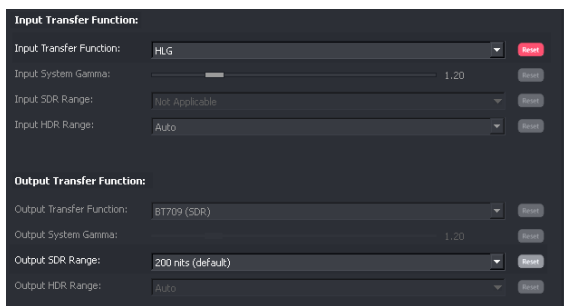 Input Transfer Function:
Input Transfer Function: HLG Reset
Input System Gamma: 1.20 Reset
Input SDR Range: Not Applicable Reset
Input HDR Range: Auto Reset
Output Transfer Function:
Output Transfer Function: BT709 (SDR) Reset
Output System Gamma: 1.20 Reset
Output SDR Range: 200 nits (default) Reset
Output HDR Range: Auto Reset